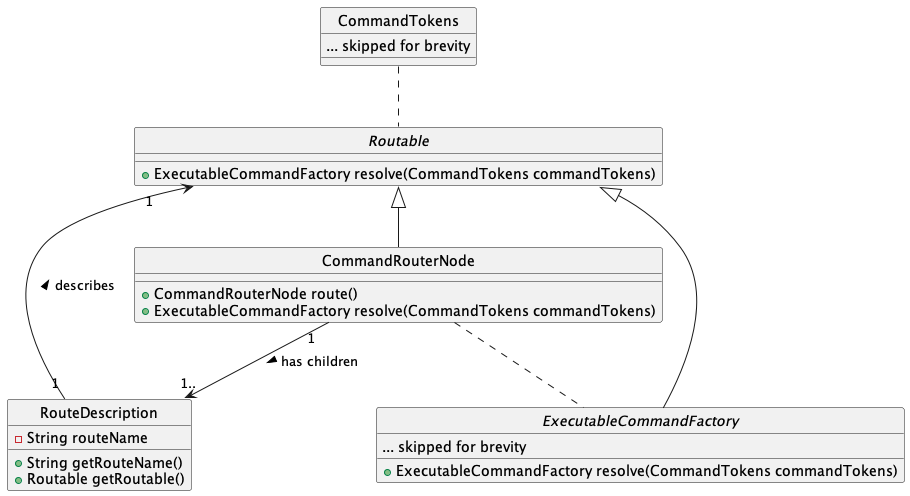 CommandTokens
... skipped for brevity
Routable
ExecutableCommandFactory resolve(CommandTokens commandTokens)
1
describes
CommandRouterNode
CommandRouterNode route()
ExecutableCommandFactory resolve(CommandTokens commandTokens)
1
has children
1
1..
RouteDescription
String routeName
String getRouteName()
Routable getRoutable()
ExecutableCommandFactory
... skipped for brevity
ExecutableCommandFactory resolve(CommandTokens commandTokens)